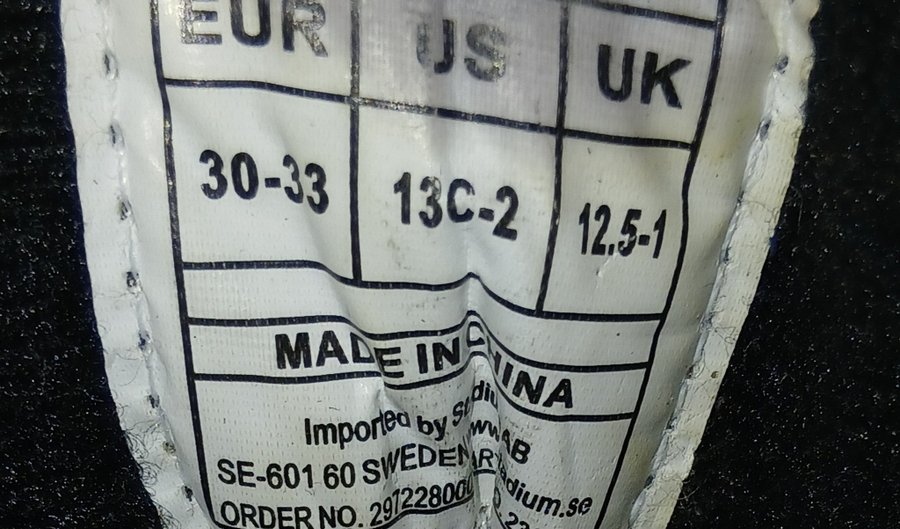 EUR US UK
30-33 13C-2 12.5-1
MADE IN CHINA
Imported by AB
SE-601 60 SWEDEN
ORDER NO.